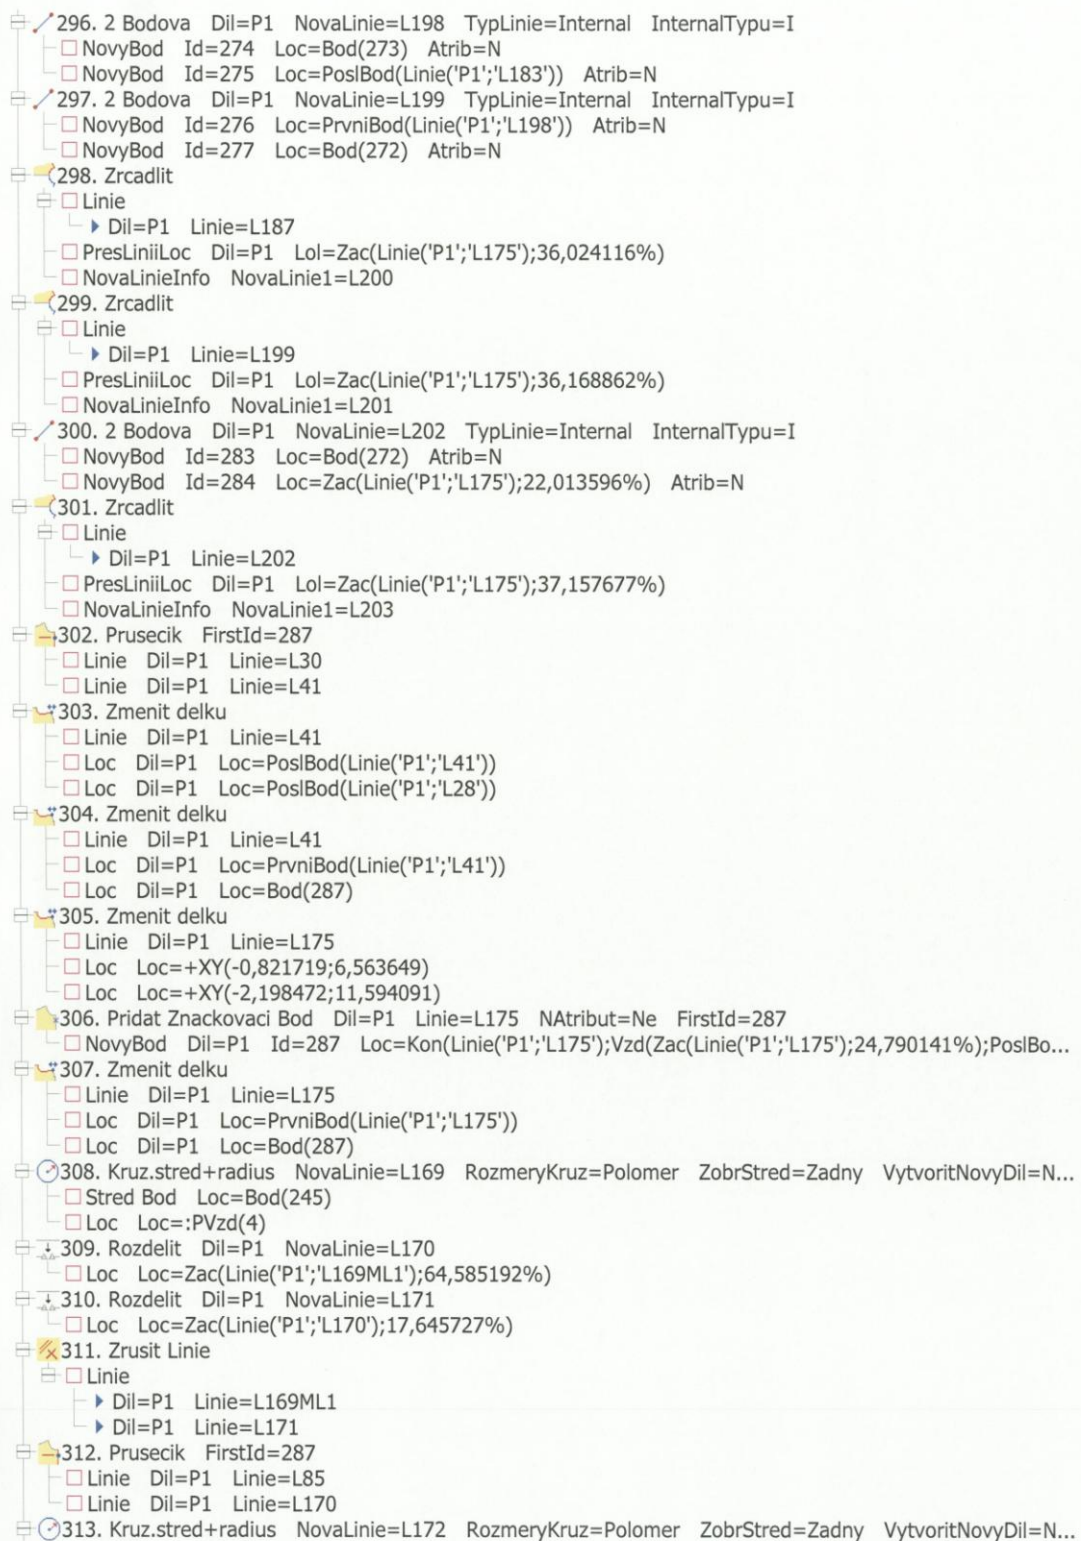 296. 2 Bodova Dil=P1 NovaLinie=L198 TypLinie=Internal InternalTypu=I
NovyBod Id=274 Loc=Bod(273) Atrib=N
NovyBod Id=275 Loc=PoslBod(Linie('P1';'L183')) Atrib=N
297. 2 Bodova Dil=P1 NovaLinie=L199 TypLinie=Internal InternalTypu=I
NovyBod Id=276 Loc=PrvniBod(Linie('P1';'L198')) Atrib=N
NovyBod Id=277 Loc=Bod(272) Atrib=N
298. Zrcadlit
Linie
Dil=P1 Linie=L187
PresLiniiLoc Dil=P1 Lol=Zac(Linie('P1';'L175');36,024116%)
NovaLinieInfo NovaLinie1=L200
299. Zrcadlit
Linie
Dil=P1 Linie=L199
PresLiniiLoc Dil=P1 Lol=Zac(Linie('P1';'L175');36,168862%)
NovaLinieInfo NovaLinie1=L201
300. 2 Bodova Dil=P1 NovaLinie=L202 TypLinie=Internal InternalTypu=I
NovyBod Id=283 Loc=Bod(272) Atrib=N
NovyBod Id=284 Loc=Zac(Linie('P1';'L175');22,013596%) Atrib=N
301. Zrcadlit
Linie
Dil=P1 Linie=L202
PresLiniiLoc Dil=P1 Lol=Zac(Linie('P1';'L175');37,157677%)
NovaLinieInfo NovaLinie1=L203
302. Prusecik FirstId=287
Linie Dil=P1 Linie=L30
Linie Dil=P1 Linie=L41
303. Zmenit delku
Linie Dil=P1 Linie=L41
Loc Dil=P1 Loc=PoslBod(Linie('P1';'L41'))
Loc Dil=P1 Loc=PoslBod(Linie('P1';'L28'))
304. Zmenit delku
Linie Dil=P1 Linie=L41
Loc Dil=P1 Loc=PrvniBod(Linie('P1';'L41'))
Loc Dil=P1 Loc=Bod(287)
305. Zmenit delku
Linie Dil=P1 Linie=L175
Loc Loc=+XY(-0,821719;6,563649)
Loc Loc=+XY(-2,198472;11,594091)
306. Pridat Znackovaci Bod Dil=P1 Linie=L175 NAtribut=Ne FirstId=287
NovyBod Dil=P1 Id=287 Loc=Kon(Linie('P1';'L175');Vzd(Zac(Linie('P1';'L175');24,790141%);PoslBo...
307. Zmenit delku
Linie Dil=P1 Linie=L175
Loc Dil=P1 Loc=PrvniBod(Linie('P1';'L175'))
Loc Dil=P1 Loc=Bod(287)
308. Kruz.stred+radius NovaLinie=L169 RozmeryKruz=Polomer ZobrStred=Zadny VytvoritNovyDil=N...
Stred Bod Loc=Bod(245)
Loc Loc=:PVzd(4)
309. Rozdelit Dil=P1 NovaLinie=L170
Loc Loc=Zac(Linie('P1';'L169ML1');64,585192%)
310. Rozdelit Dil=P1 NovaLinie=L171
Loc Loc=Zac(Linie('P1';'L170');17,645727%)
311. Zrusit Linie
Linie
Dil=P1 Linie=L169ML1
Dil=P1 Linie=L171
312. Prusecik FirstId=287
Linie Dil=P1 Linie=L85
Linie Dil=P1 Linie=L170
313. Kruz.stred+radius NovaLinie=L172 RozmeryKruz=Polomer ZobrStred=Zadny VytvoritNovyDil=N...